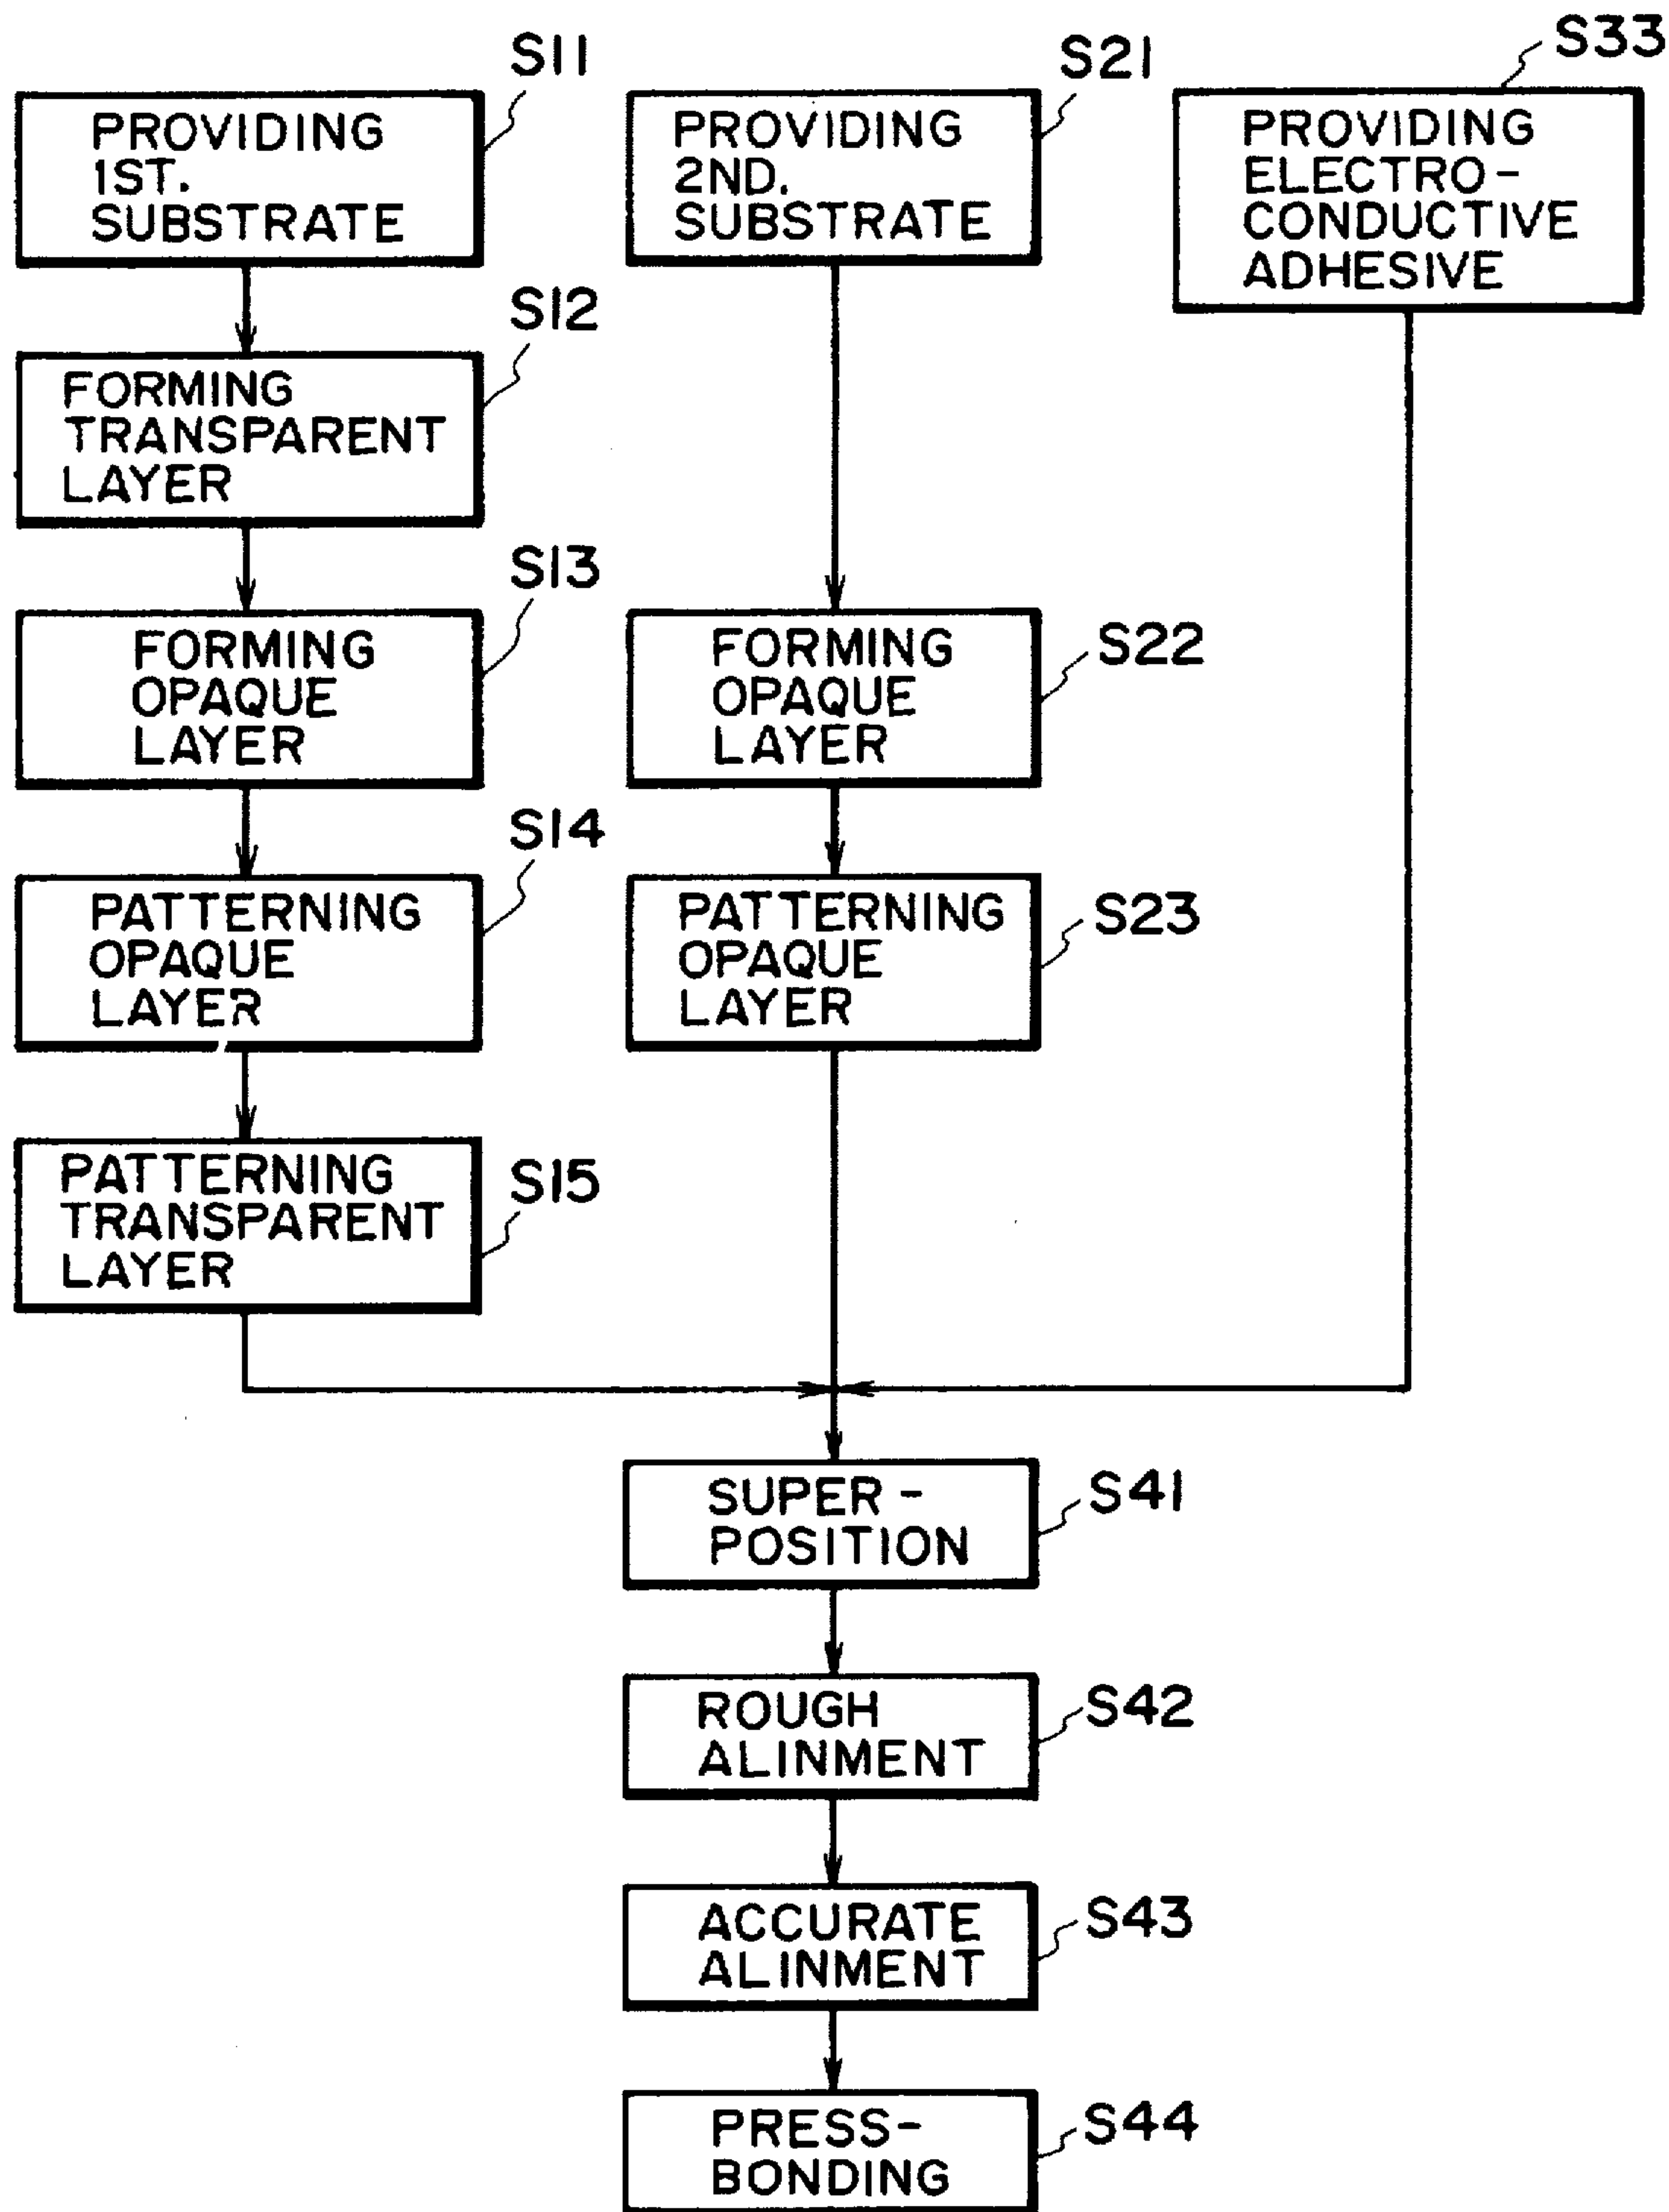 S11
PROVIDING
1ST.
SUBSTRATE
S12
FORMING
TRANSPARENT
LAYER
S13
FORMING
OPAQUE
LAYER
S14
PATTERNING
OPAQUE
LAYER
S15
PATTERNING
TRANSPARENT
LAYER
S21
PROVIDING
2ND.
SUBSTRATE
S22
FORMING
OPAQUE
LAYER
S23
PATTERNING
OPAQUE
LAYER
S33
PROVIDING
ELECTRO-
CONDUCTIVE
ADHESIVE
S41
SUPER-
POSITION
S42
ROUGH
ALINMENT
S43
ACCURATE
ALINMENT
S44
PRESS-
BONDING